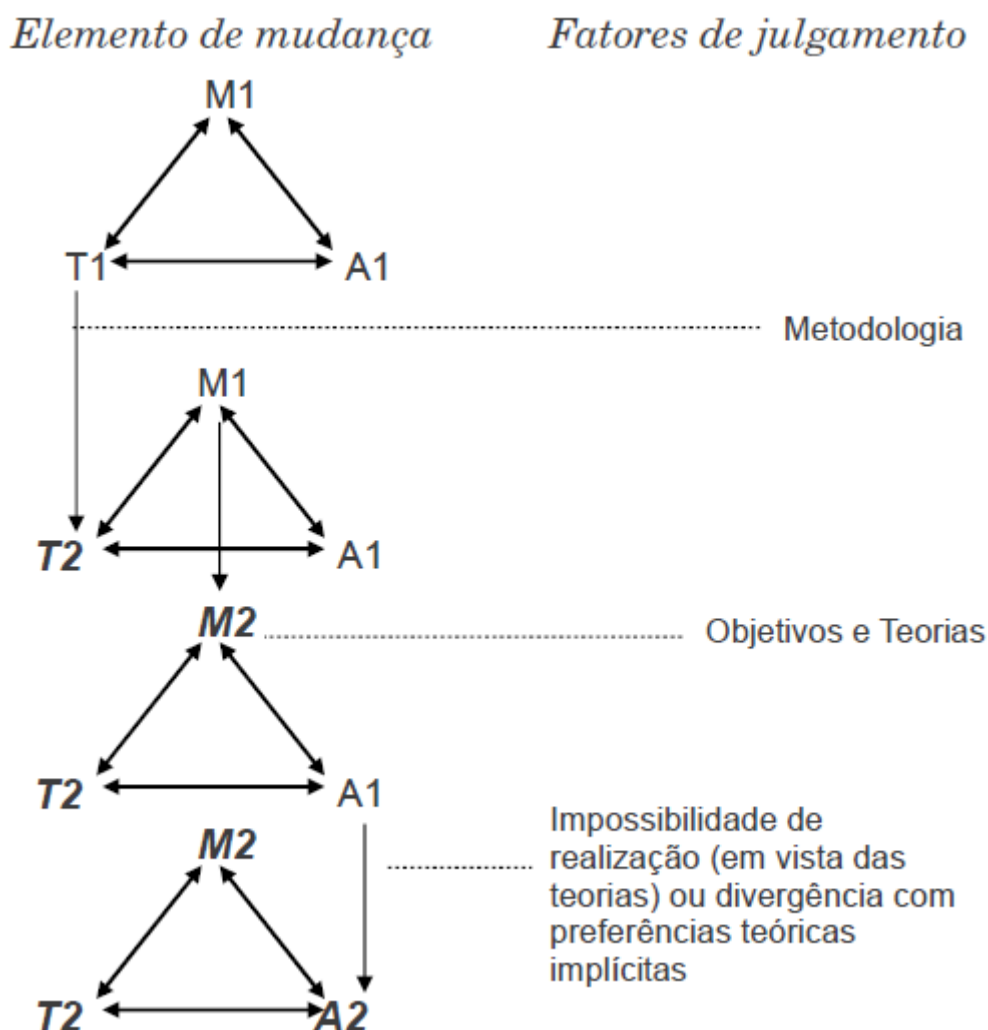 Elemento de mudança
Fatores de julgamento
M1
T1
A1
Metodologia
M1
T2
A1
M2
Objetivos e Teorias
T2
A1
M2
Impossibilidade de
realização (em vista das
teorias) ou divergência com
preferências teóricas
implícitas
T2
A2